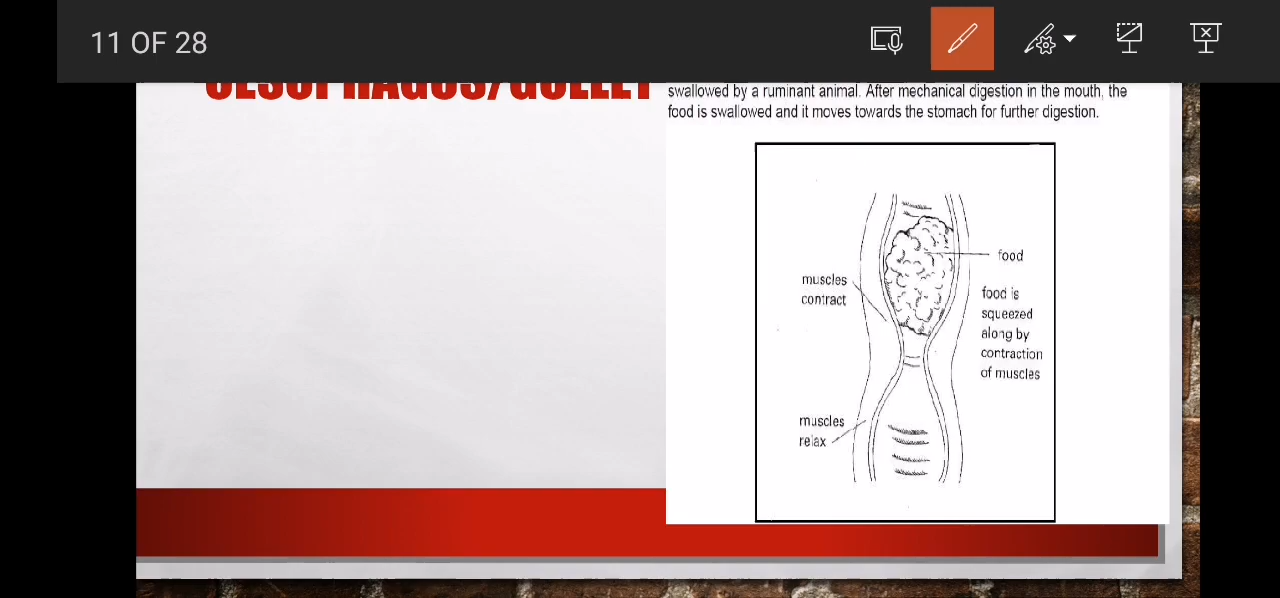 11 OF 28
OESOPHAGUS/GULLET
swallowed by a ruminant animal. After mechanical digestion in the mouth, the
food is swallowed and it moves towards the stomach for further digestion.
food
muscles
contract
food is
squeezed
along by
contraction
of muscles
muscles
relax